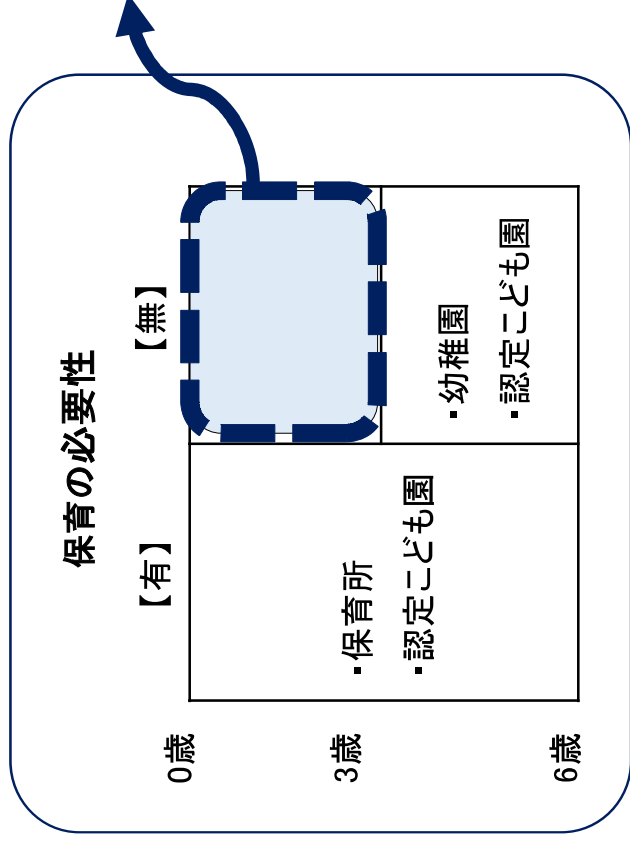 保育の必要性
【有】
【無】
0歳
3歳
6歳
・保育所
・認定こども園
・幼稚園
・認定こども園